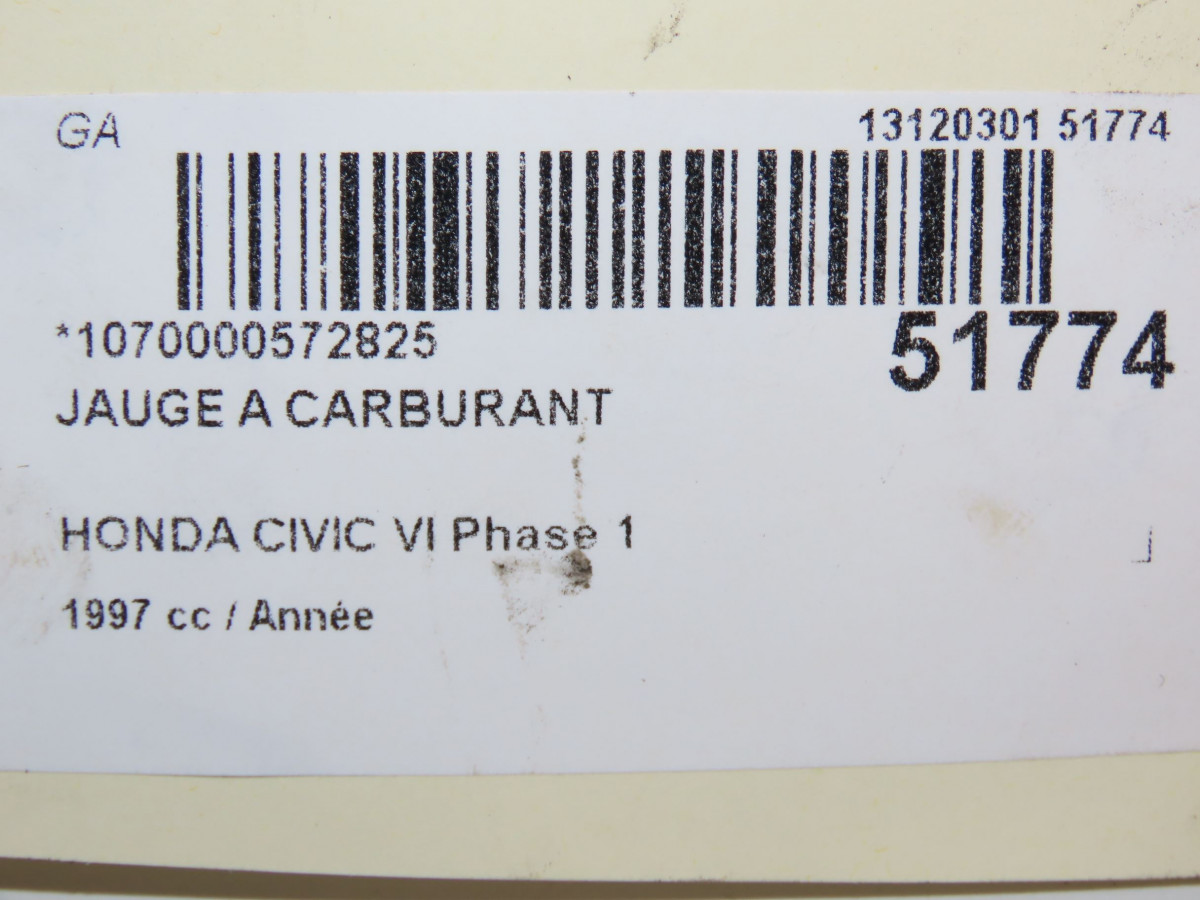 GA 13120301 51774
*1070000572825 51774
JAUGE A CARBURANT
HONDA CIVIC VI Phase 1
1997 cc / Année